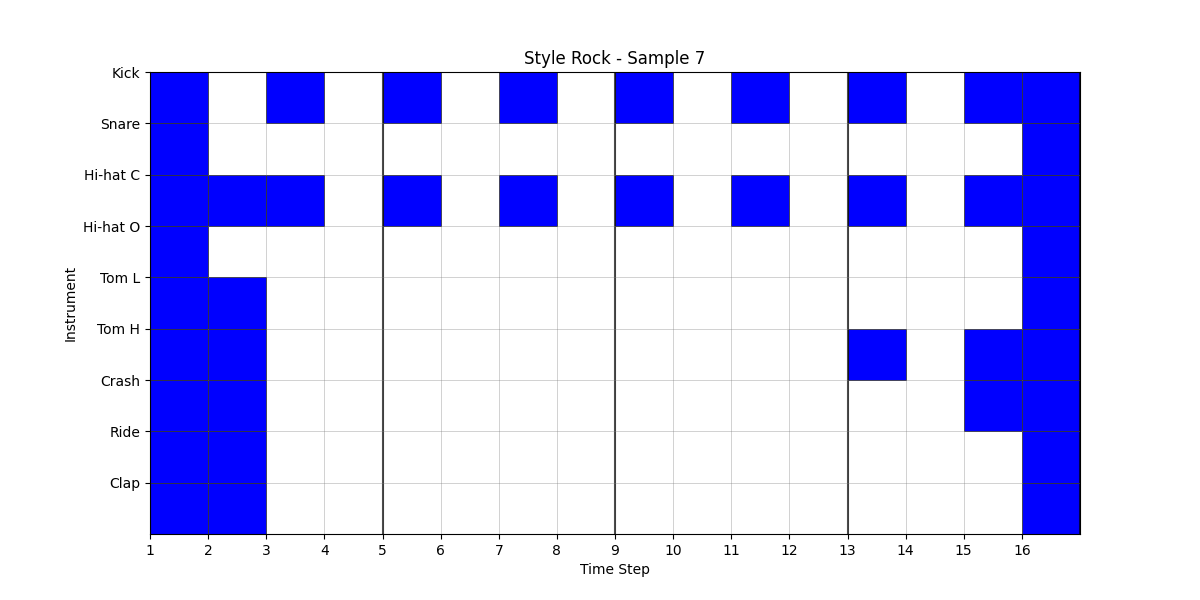 Style Rock - Sample 7
Kick
Snare
Hi-hat C
Hi-hat O
Tom L
Tom H
Crash
Ride
Clap
Instrument
1 2 3 4 5 6 7 8 9 10 11 12 13 14 15 16
Time Step